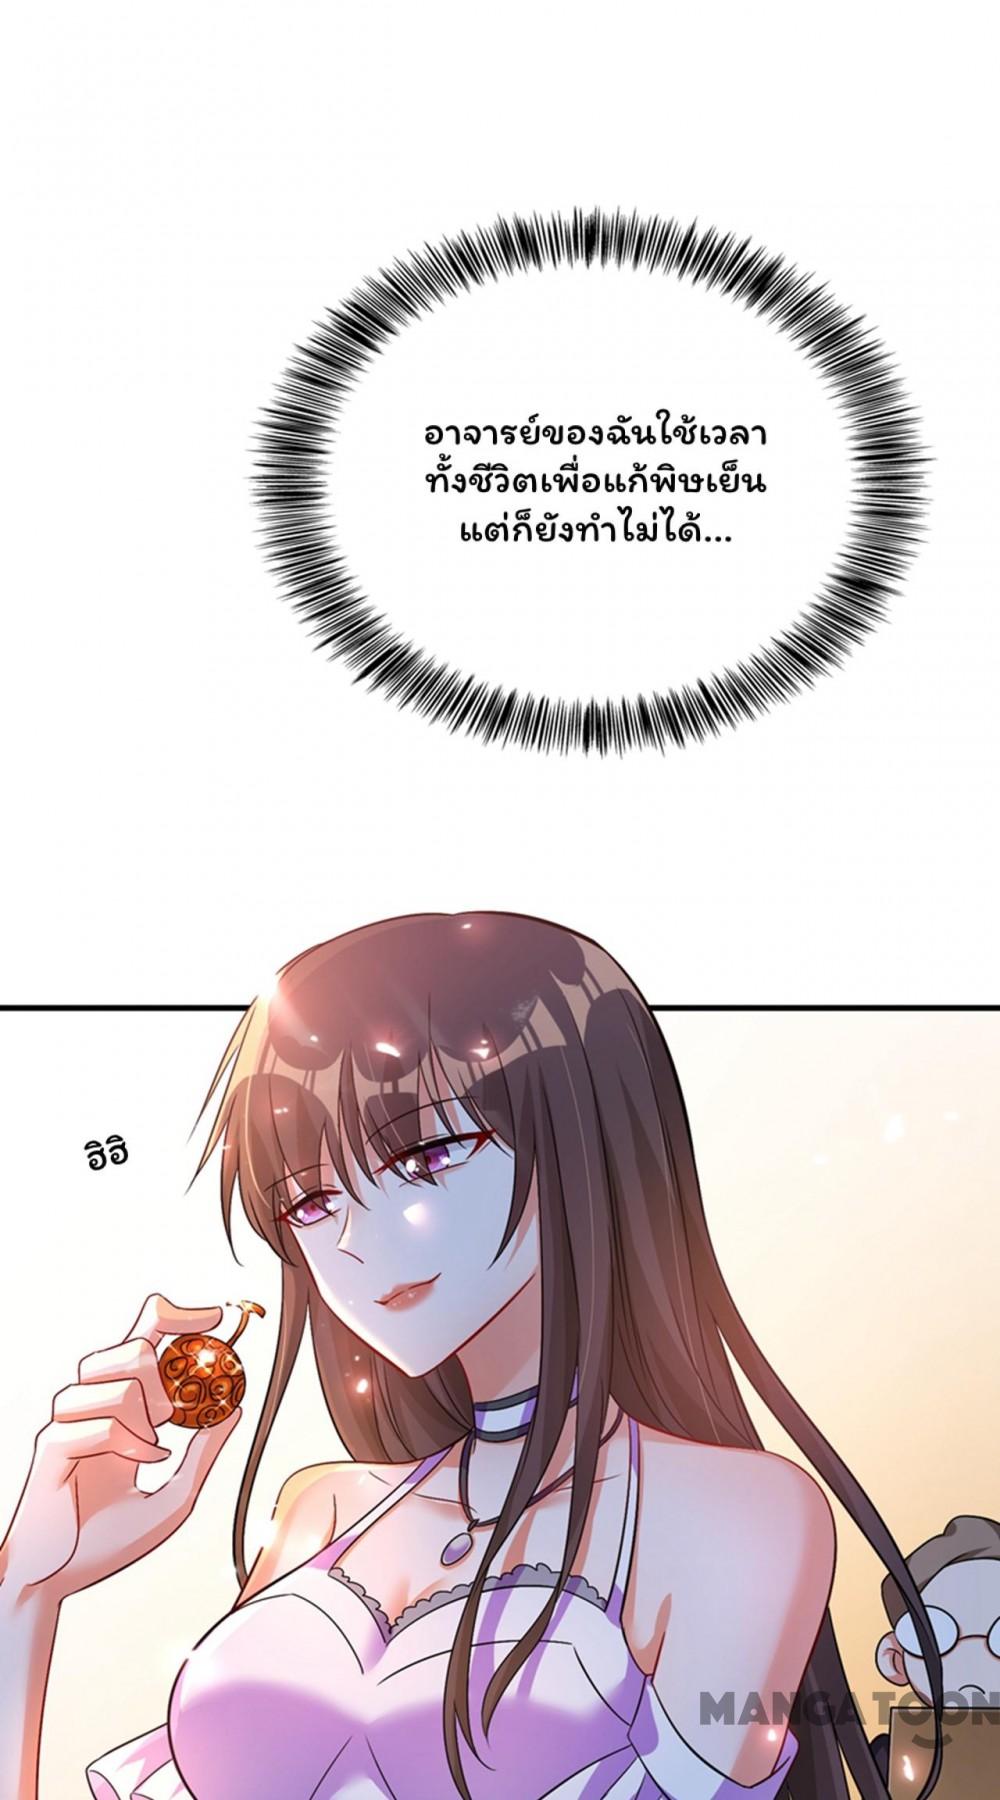 อาจารย์ของฉันใช้เวลา
ทั้งชีวิตเพื่อแก้พิษเย็น
แต่ก็ยังทำไม่ได้...
ฮิฮิ
MANGATOON